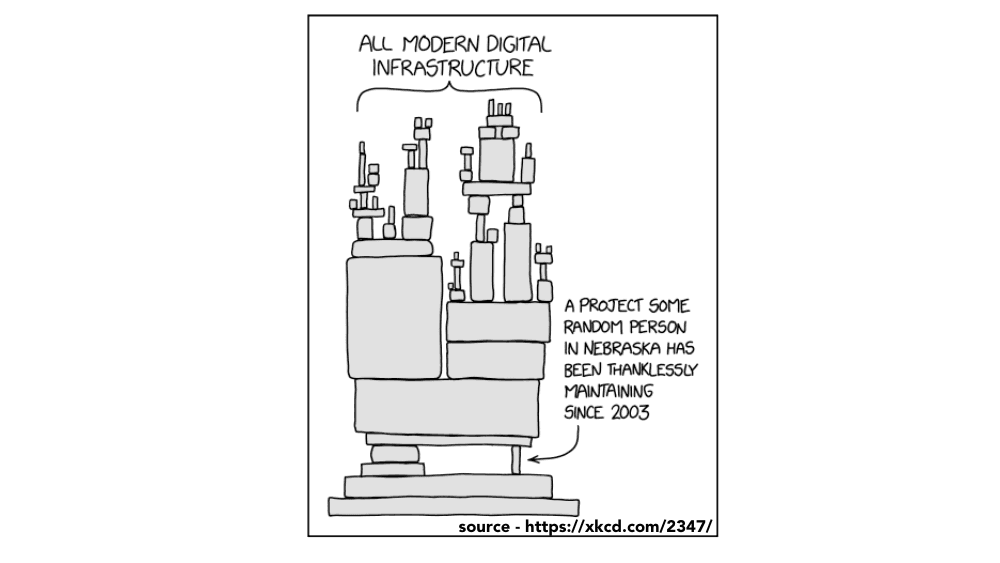 ALL MODERN DIGITAL
INFRASTRUCTURE
A PROJECT SOME
RANDOM PERSON
IN NEBRASKA HAS
BEEN THANKLESSLY
MAINTAINING
SINCE 2003
source - https://xkcd.com/2347/